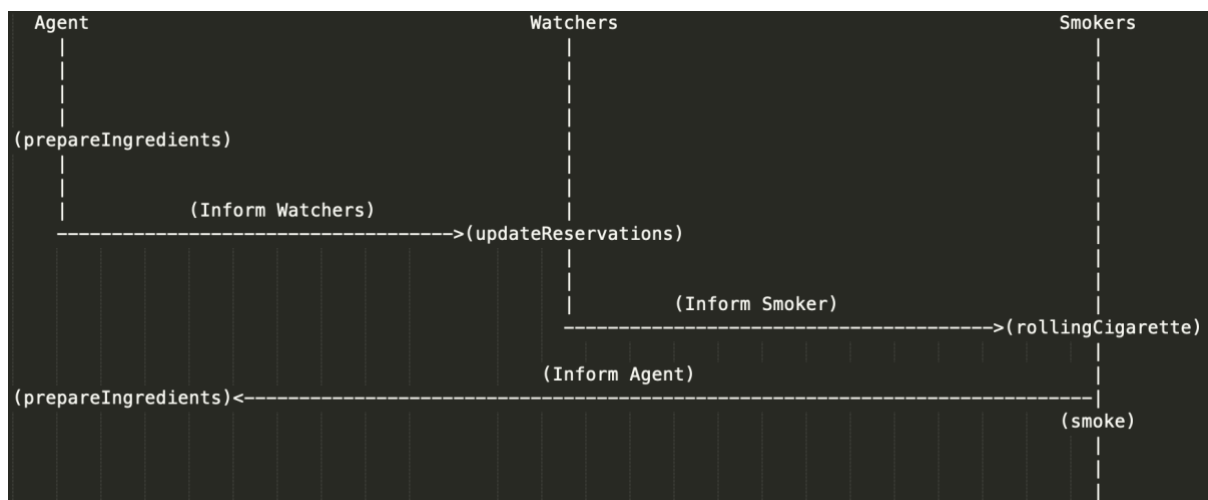 Agent Watchers Smokers
(prepareIngredients)
(Inform Watchers)
(updateReservations)
(Inform Smoker)
(rollingCigarette)
(Inform Agent)
(prepareIngredients)
(smoke)